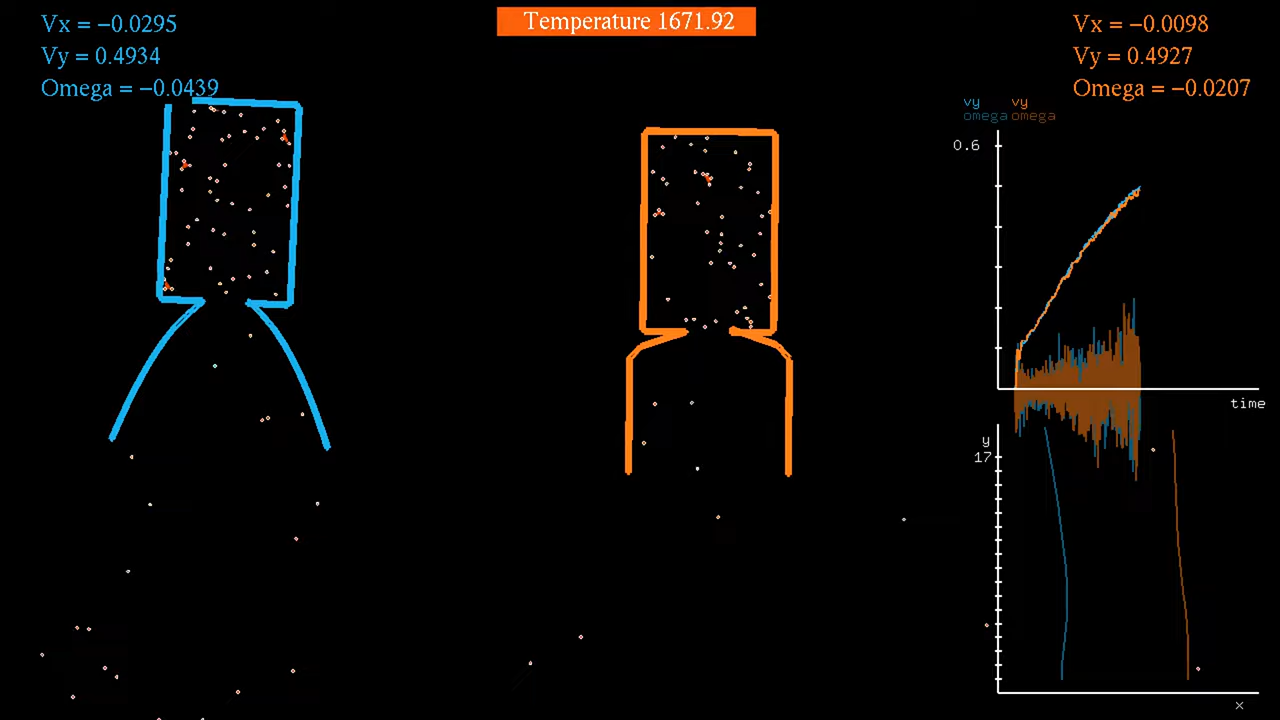 Vx = −0.0295
Vy = 0.4934
Omega = −0.0439
Temperature 1671.92
Vx = −0.0098
Vy = 0.4927
Omega = −0.0207
vy vy
omega omega
0.6
time
y
17
x